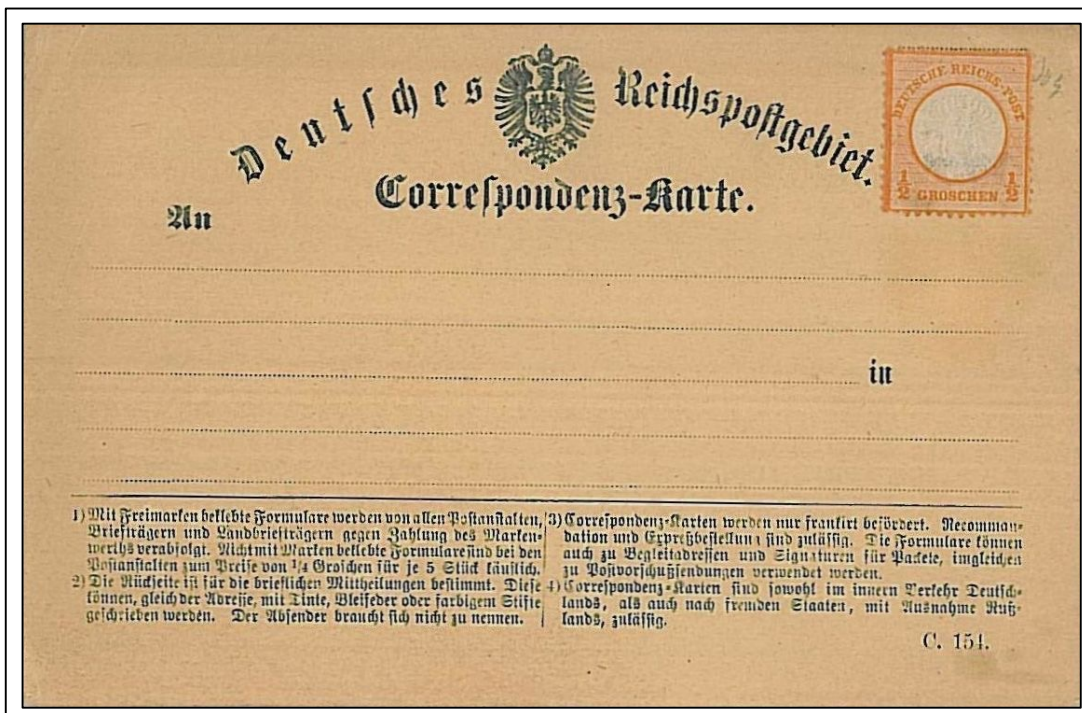 Deutsches Reichspostgebiet.
Correspondenz-Karte.
DEUTSCHE REICHS-POST
1/2 GROSCHEN 1/2
An
in
1) Mit Freimarken beklebte Formulare werden von allen Postanstalten,
Briefträgern und Landbriefträgern gegen Zahlung des Marken-
werths verabfolgt. Nicht mit Marken beklebte Formulare sind bei den
Postanstalten zum Preise von 1/4 Groschen für je 5 Stück käuflich.
2) Die Rückseite ist für die brieflichen Mittheilungen bestimmt. Diese
können, gleich der Adresse, mit Tinte, Bleifeder oder farbigem Stifte
geschrieben werden. Der Absender braucht sich nicht zu nennen.
3) Correspondenz-Karten werden nur frankirt befördert. Recomman-
dation und Expreßbestellung sind zulässig. Die Formulare können
auch zu Begleitadressen und Signaturen für Packete, imgleichen
zu Postvorschußsendungen verwendet werden.
4) Correspondenz-Karten sind sowohl im innern Verkehr Deutsch-
lands, als auch nach fremden Staaten, mit Ausnahme Ruß-
lands, zulässig.
C. 154.